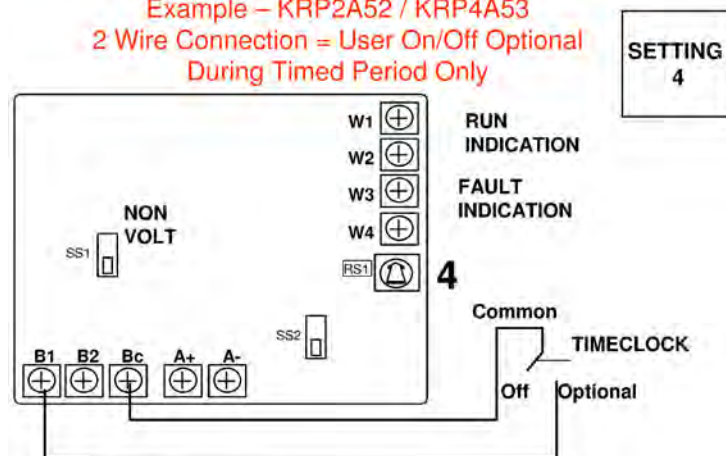 Example – KRP2A52 / KRP4A53
2 Wire Connection = User On/Off Optional
During Timed Period Only
SETTING
4
W1
RUN
INDICATION
W2
W3
FAULT
INDICATION
W4
NON
VOLT
SS1
RS1
4
Common
SS2
TIMECLOCK
B1 B2 Bc A+ A-
Off Optional